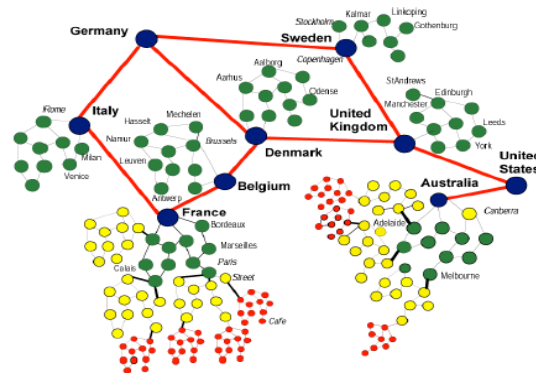 Germany
Stockholm
Kalmar
Linkoping
Gothenburg
Sweden
Copenhagen
Aalborg
Aarhus
Odense
StAndrews
Edinburgh
Manchester
Leeds
York
Rome
Italy
Milan
Venice
Hasselt
Mechelen
Namur
Brussels
Leuven
Antwerp
United
Kingdom
Denmark
Belgium
United
States
Australia
Canberra
Adelaide
Melbourne
France
Bordeaux
Marseilles
Paris
Calais
Street
Cafe